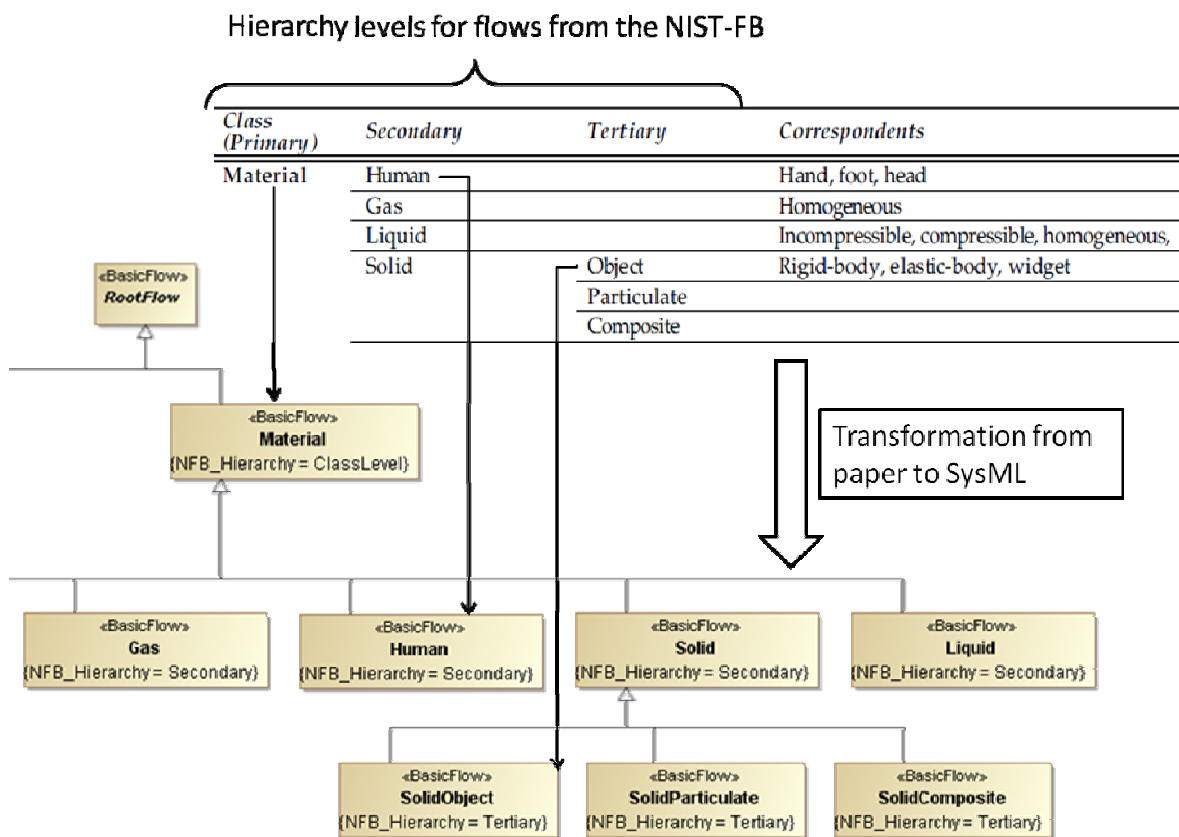 Hierarchy levels for flows from the NIST-FB
Class
(Primary) Secondary Tertiary Correspondents
Material Human Hand, foot, head
Gas Homogeneous
Liquid Incompressible, compressible, homogeneous,
Solid Object Rigid-body, elastic-body, widget
Particulate
Composite
«BasicFlow»
RootFlow
«BasicFlow»
Material
{NFB_Hierarchy = ClassLevel}
Transformation from
paper to SysML
«BasicFlow»
Gas
{NFB_Hierarchy = Secondary}
«BasicFlow»
Human
{NFB_Hierarchy = Secondary}
«BasicFlow»
Solid
{NFB_Hierarchy = Secondary}
«BasicFlow»
Liquid
{NFB_Hierarchy = Secondary}
«BasicFlow»
SolidObject
{NFB_Hierarchy = Tertiary}
«BasicFlow»
SolidParticulate
{NFB_Hierarchy = Tertiary}
«BasicFlow»
SolidComposite
{NFB_Hierarchy = Tertiary}